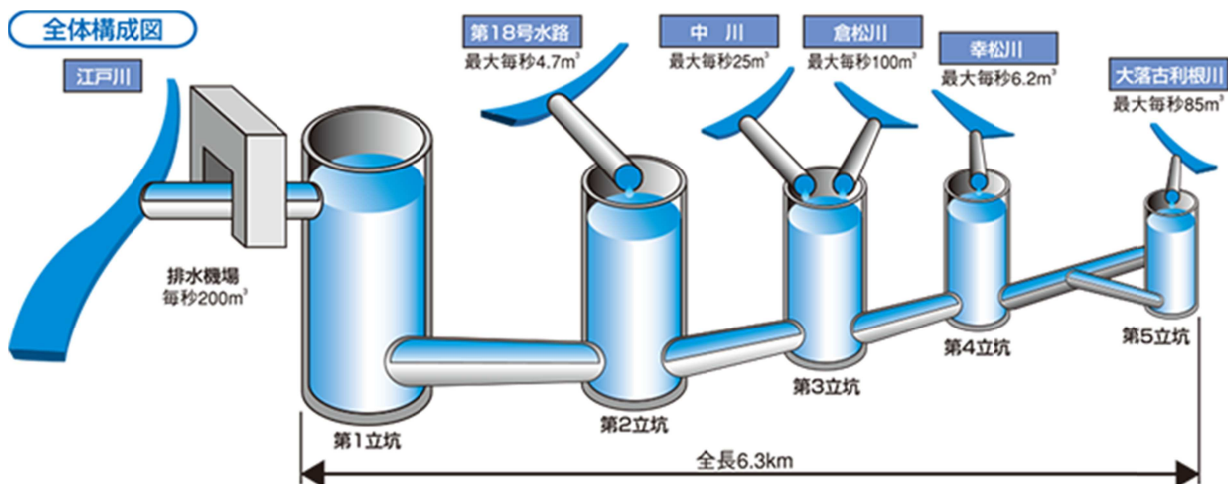 全体構成図
江戸川
第18号水路
最大毎秒4.7m³
中 川
最大毎秒25m³
倉松川
最大毎秒100m³
幸松川
最大毎秒6.2m³
大落古利根川
最大毎秒85m³
排水機場
毎秒200m³
第1立坑
第2立坑
第3立坑
第4立坑
第5立坑
全長6.3km